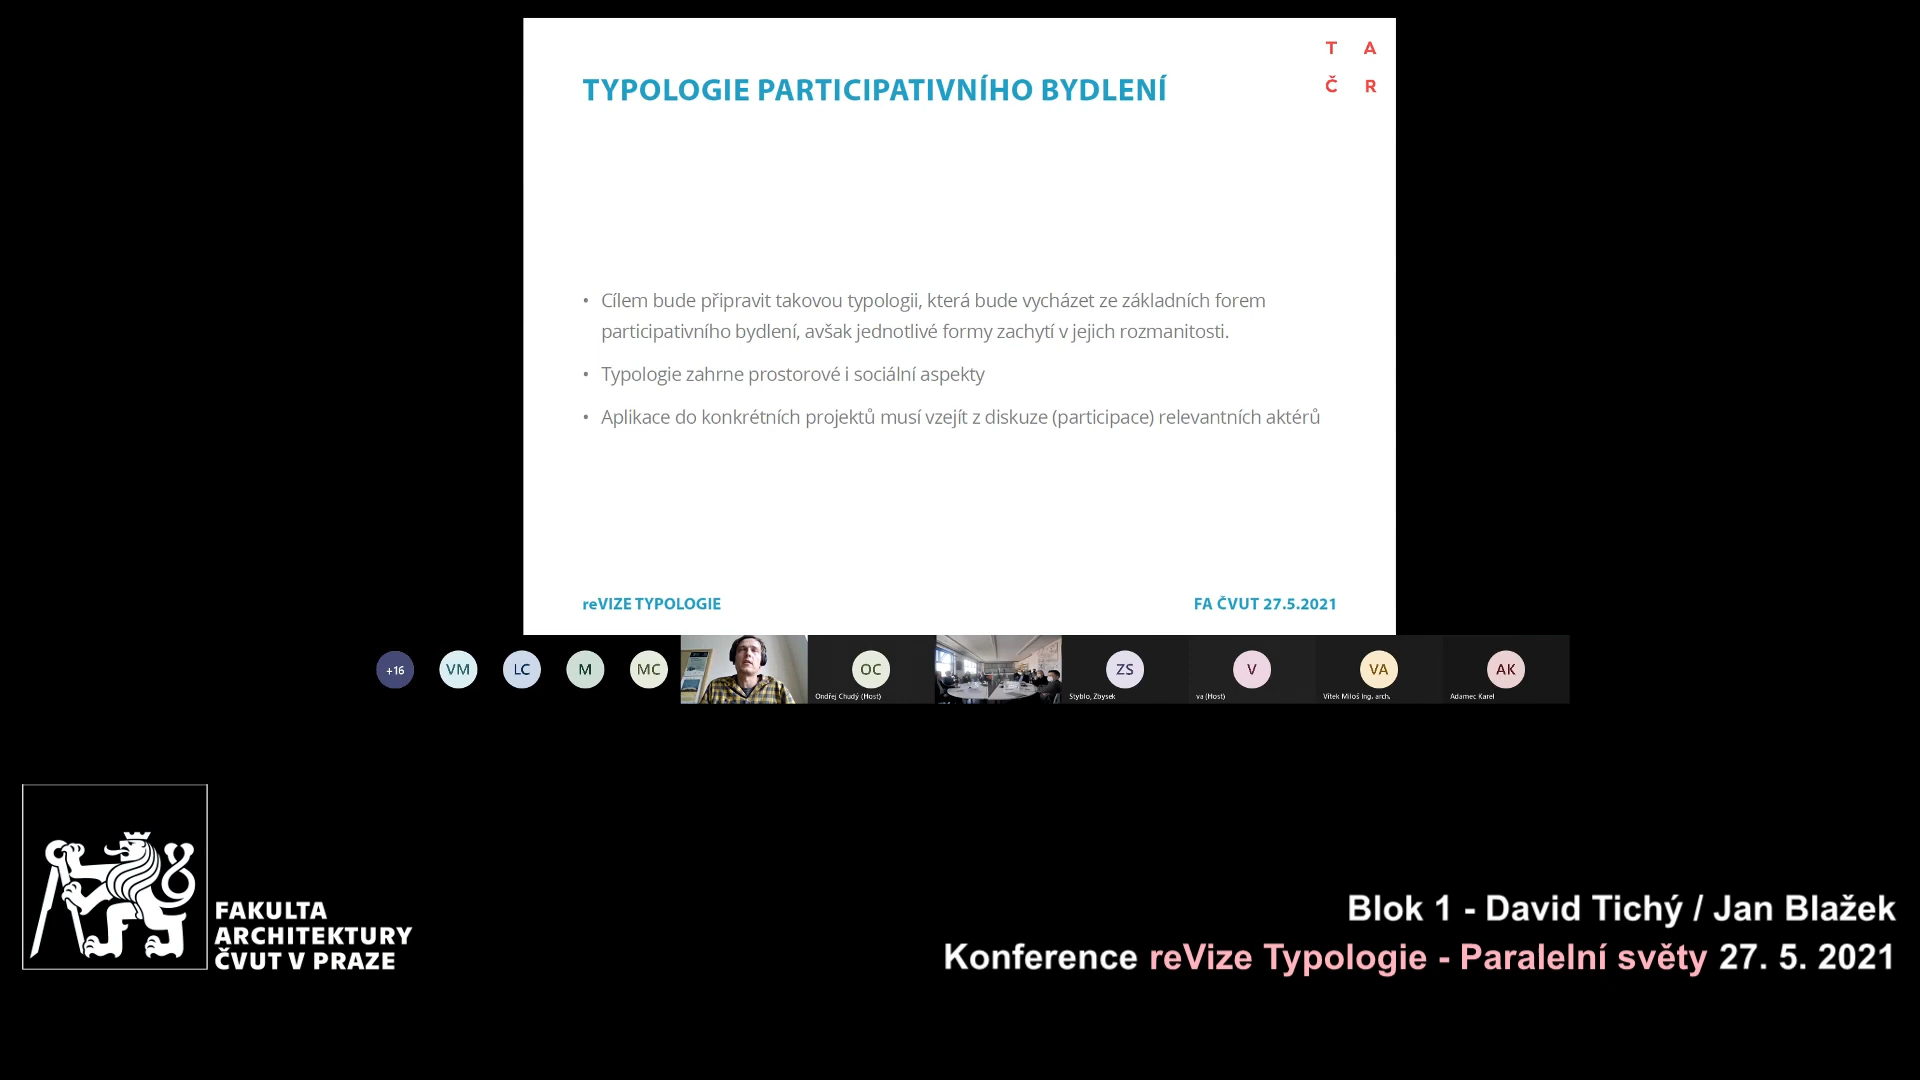 T A
Č R
TYPOLOGIE PARTICIPATIVNÍHO BYDLENÍ
• Cílem bude připravit takovou typologii, která bude vycházet ze základních forem
participativního bydlení, avšak jednotlivé formy zachytí v jejich rozmanitosti.
• Typologie zahrne prostorové i sociální aspekty
• Aplikace do konkrétních projektů musí vzejít z diskuze (participace) relevantních aktérů
reVIZE TYPOLOGIE
FA ČVUT 27.5.2021
+16
VM
LC
M
MC
OC
Ondřej Chudý (Host)
ZS
Styblo, Zbysek
V
va (Host)
VA
Vítek Miloš Ing. arch.
AK
Adamec Karel
FAKULTA
ARCHITEKTURY
ČVUT V PRAZE
Blok 1 - David Tichý / Jan Blažek
Konference reVize Typologie - Paralelní světy 27. 5. 2021